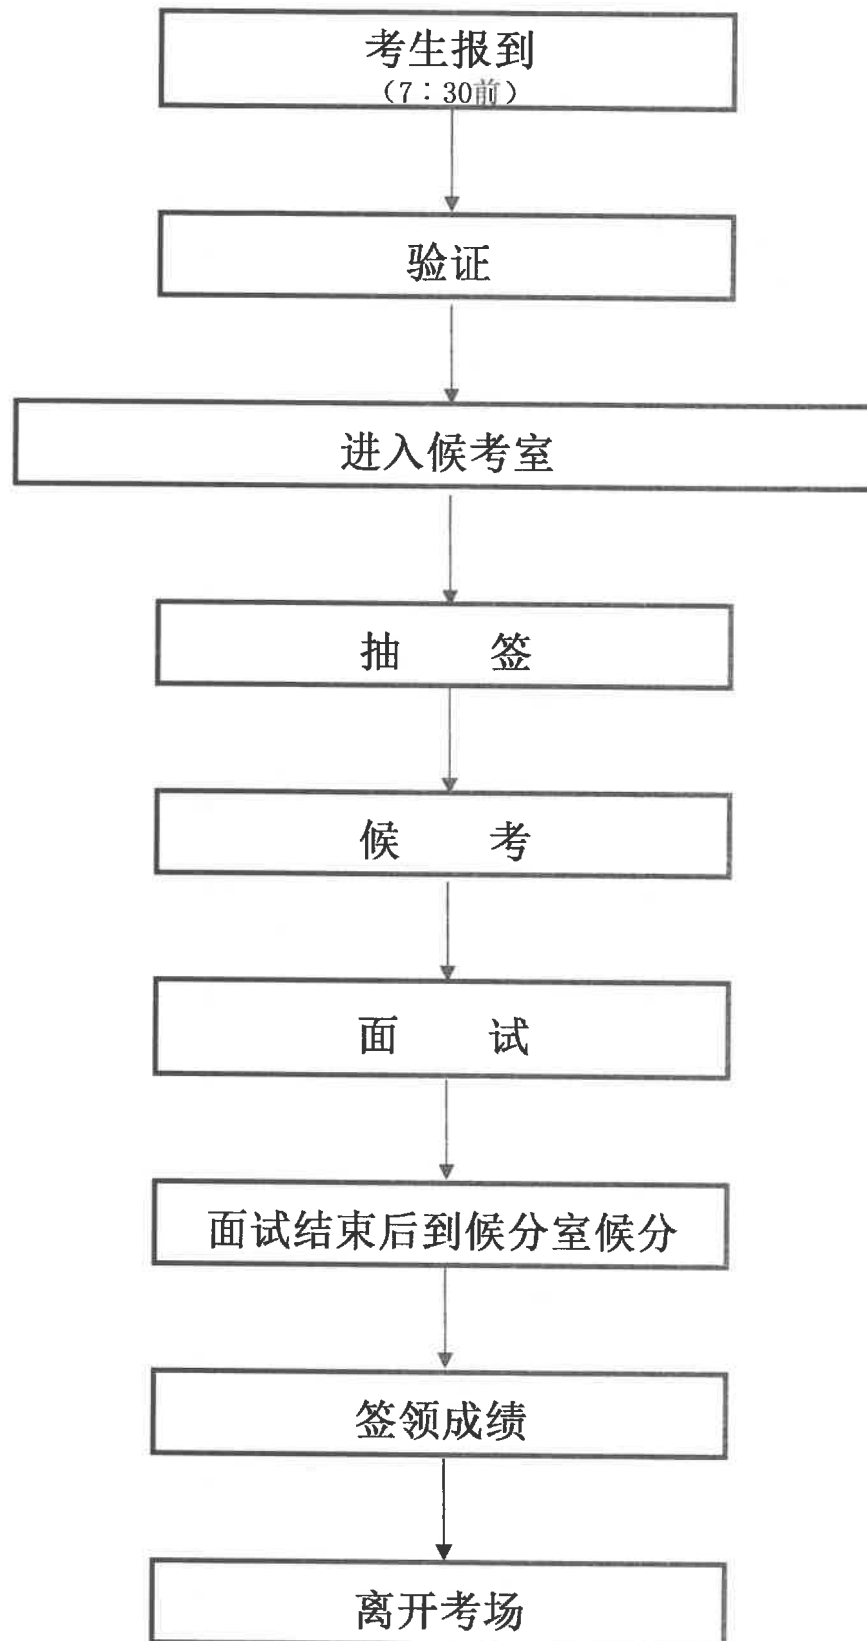 考生报到
（7：30前）
验证
进入候考室
抽 签
候 考
面 试
面试结束后到候分室候分
签领成绩
离开考场